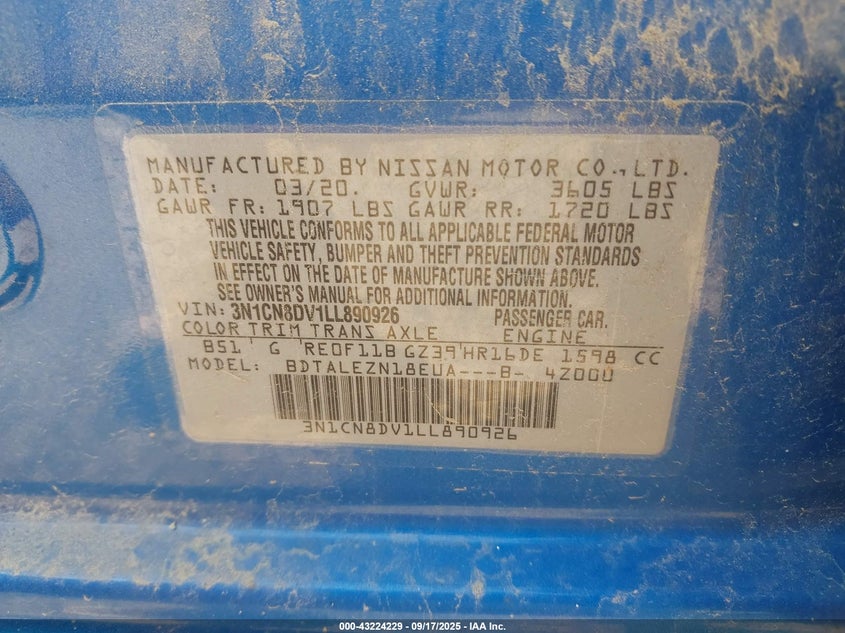 MANUFACTURED BY NISSAN MOTOR CO.,LTD.
DATE: 03/20. GVWR: 3605 LBS
GAWR FR: 1907 LBS GAWR RR: 1720 LBS
THIS VEHICLE CONFORMS TO ALL APPLICABLE FEDERAL MOTOR
VEHICLE SAFETY, BUMPER AND THEFT PREVENTION STANDARDS
IN EFFECT ON THE DATE OF MANUFACTURE SHOWN ABOVE.
SEE OWNER'S MANUAL FOR ADDITIONAL INFORMATION.
VIN: 3N1CN8DV1LL890926 PASSENGER CAR.
COLOR TRIM TRANS AXLE ENGINE
B51 G RE0F11B GZ39 HR16DE 1598 CC
MODEL: BDTALEZN18EUA---B-. 4Z00U
3N1CN8DV1LL890926
000-43224229 - 09/17/2025 - IAA Inc.